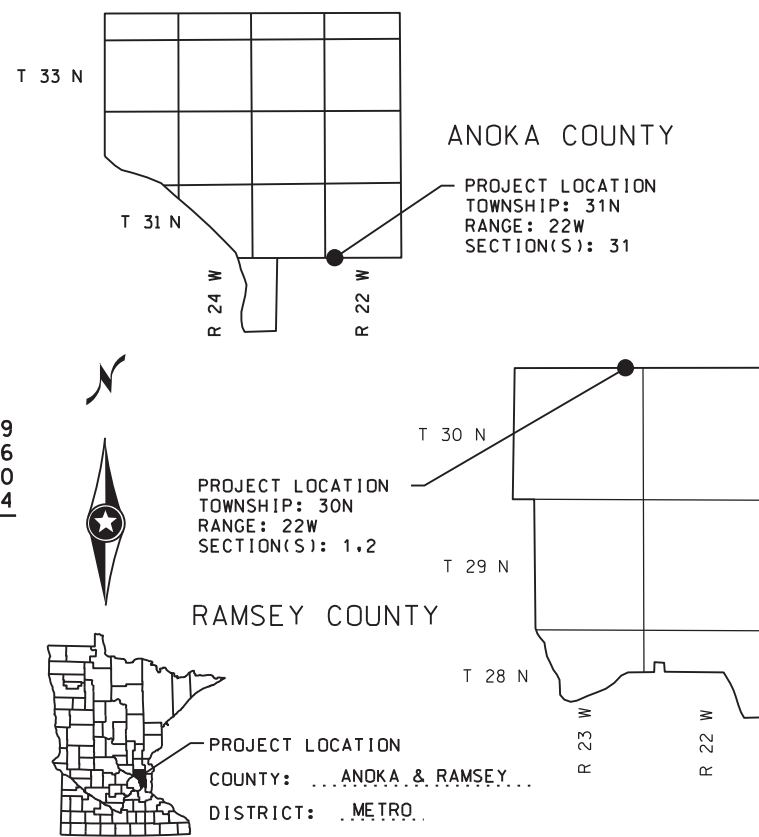 T 33 N
ANOKA COUNTY
PROJECT LOCATION
TOWNSHIP: 31N
RANGE: 22W
SECTION(S): 31
T 31 N
R 24 W
R 22 W
N
9
6
0
4
T 30 N
PROJECT LOCATION
TOWNSHIP: 30N
RANGE: 22W
SECTION(S): 1,2
T 29 N
RAMSEY COUNTY
T 28 N
R 23 W
R 22 W
PROJECT LOCATION
COUNTY: ANOKA & RAMSEY
DISTRICT: METRO